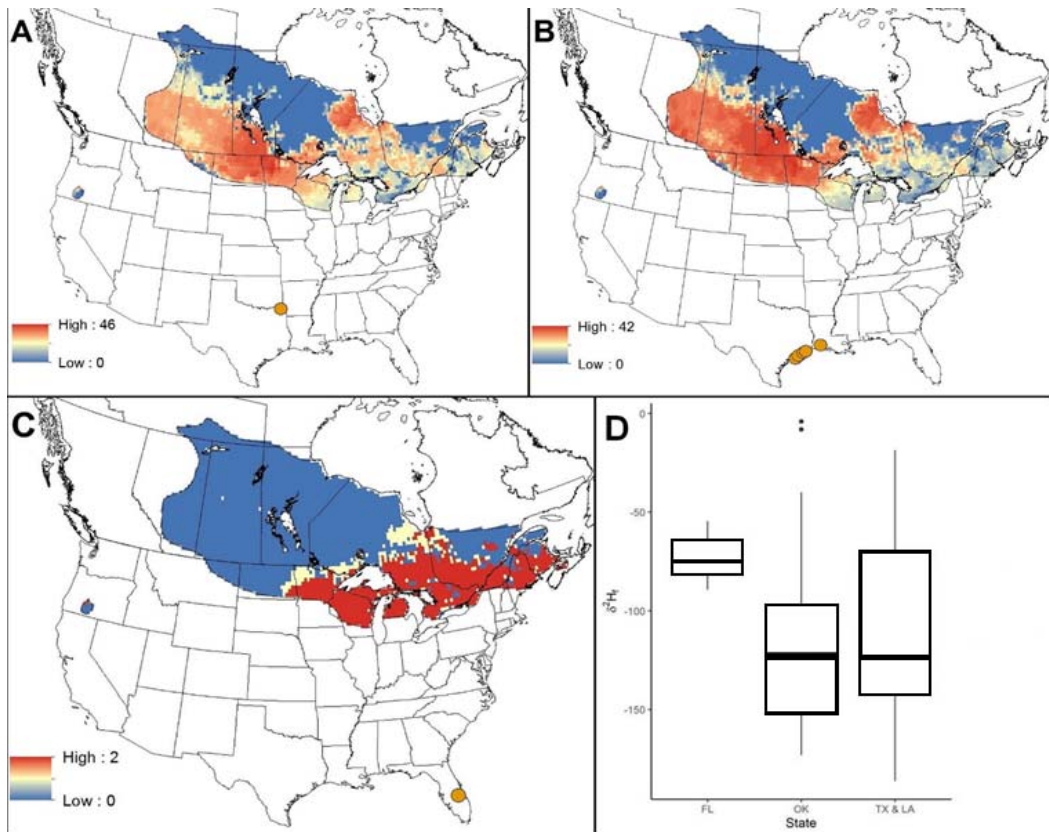 A
High : 46
Low : 0
B
High : 42
Low : 0
C
High : 2
Low : 0
D
0
-50
-100
-150
δ²Hf
FL
OK
TX & LA
State